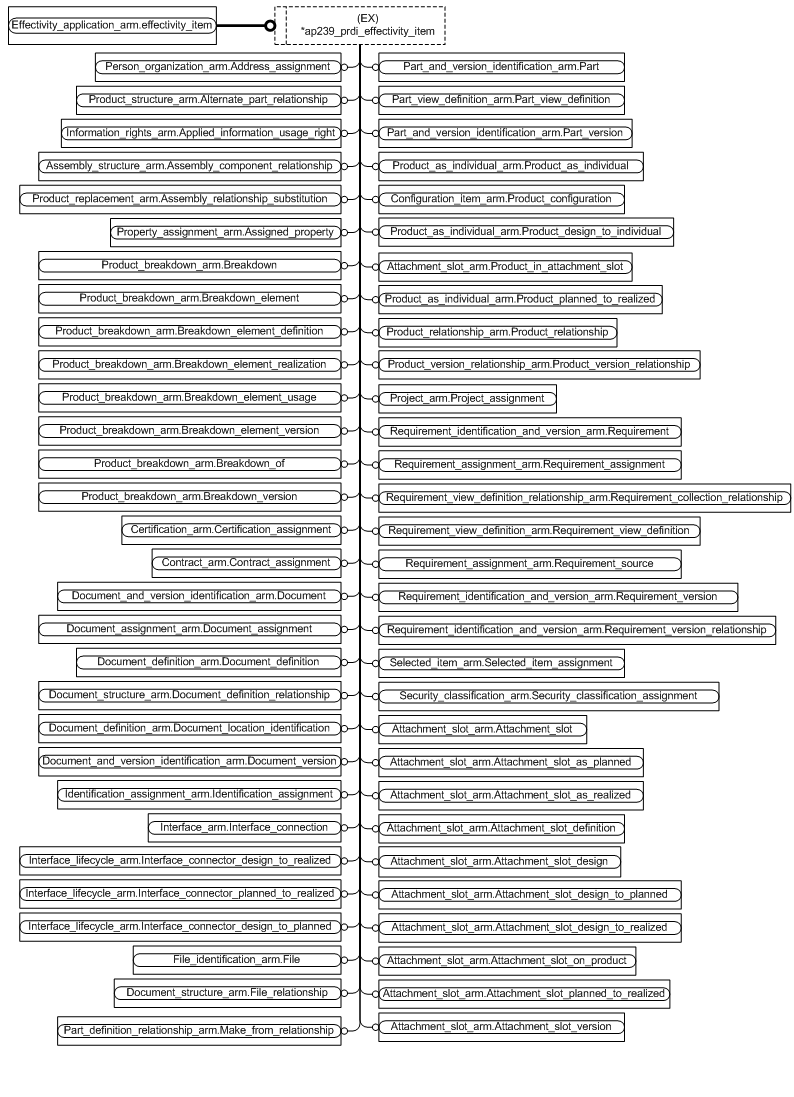 Effectivity_application_arm.effectivity_item
(EX)
*ap239_prdi_effectivity_item
Person_organization_arm.Address_assignment
Product_structure_arm.Alternate_part_relationship
Information_rights_arm.Applied_information_usage_right
Assembly_structure_arm.Assembly_component_relationship
Product_replacement_arm.Assembly_relationship_substitution
Property_assignment_arm.Assigned_property
Product_breakdown_arm.Breakdown
Product_breakdown_arm.Breakdown_element
Product_breakdown_arm.Breakdown_element_definition
Product_breakdown_arm.Breakdown_element_realization
Product_breakdown_arm.Breakdown_element_usage
Product_breakdown_arm.Breakdown_element_version
Product_breakdown_arm.Breakdown_of
Product_breakdown_arm.Breakdown_version
Certification_arm.Certification_assignment
Contract_arm.Contract_assignment
Document_and_version_identification_arm.Document
Document_assignment_arm.Document_assignment
Document_definition_arm.Document_definition
Document_structure_arm.Document_definition_relationship
Document_definition_arm.Document_location_identification
Document_and_version_identification_arm.Document_version
Identification_assignment_arm.Identification_assignment
Interface_arm.Interface_connection
Interface_lifecycle_arm.Interface_connector_design_to_realized
Interface_lifecycle_arm.Interface_connector_planned_to_realized
Interface_lifecycle_arm.Interface_connector_design_to_planned
File_identification_arm.File
Document_structure_arm.File_relationship
Part_definition_relationship_arm.Make_from_relationship
Part_and_version_identification_arm.Part
Part_view_definition_arm.Part_view_definition
Part_and_version_identification_arm.Part_version
Product_as_individual_arm.Product_as_individual
Configuration_item_arm.Product_configuration
Product_as_individual_arm.Product_design_to_individual
Attachment_slot_arm.Product_in_attachment_slot
Product_as_individual_arm.Product_planned_to_realized
Product_relationship_arm.Product_relationship
Product_version_relationship_arm.Product_version_relationship
Project_arm.Project_assignment
Requirement_identification_and_version_arm.Requirement
Requirement_assignment_arm.Requirement_assignment
Requirement_view_definition_relationship_arm.Requirement_collection_relationship
Requirement_view_definition_arm.Requirement_view_definition
Requirement_assignment_arm.Requirement_source
Requirement_identification_and_version_arm.Requirement_version
Requirement_identification_and_version_arm.Requirement_version_relationship
Selected_item_arm.Selected_item_assignment
Security_classification_arm.Security_classification_assignment
Attachment_slot_arm.Attachment_slot
Attachment_slot_arm.Attachment_slot_as_planned
Attachment_slot_arm.Attachment_slot_as_realized
Attachment_slot_arm.Attachment_slot_definition
Attachment_slot_arm.Attachment_slot_design
Attachment_slot_arm.Attachment_slot_design_to_planned
Attachment_slot_arm.Attachment_slot_design_to_realized
Attachment_slot_arm.Attachment_slot_on_product
Attachment_slot_arm.Attachment_slot_planned_to_realized
Attachment_slot_arm.Attachment_slot_version